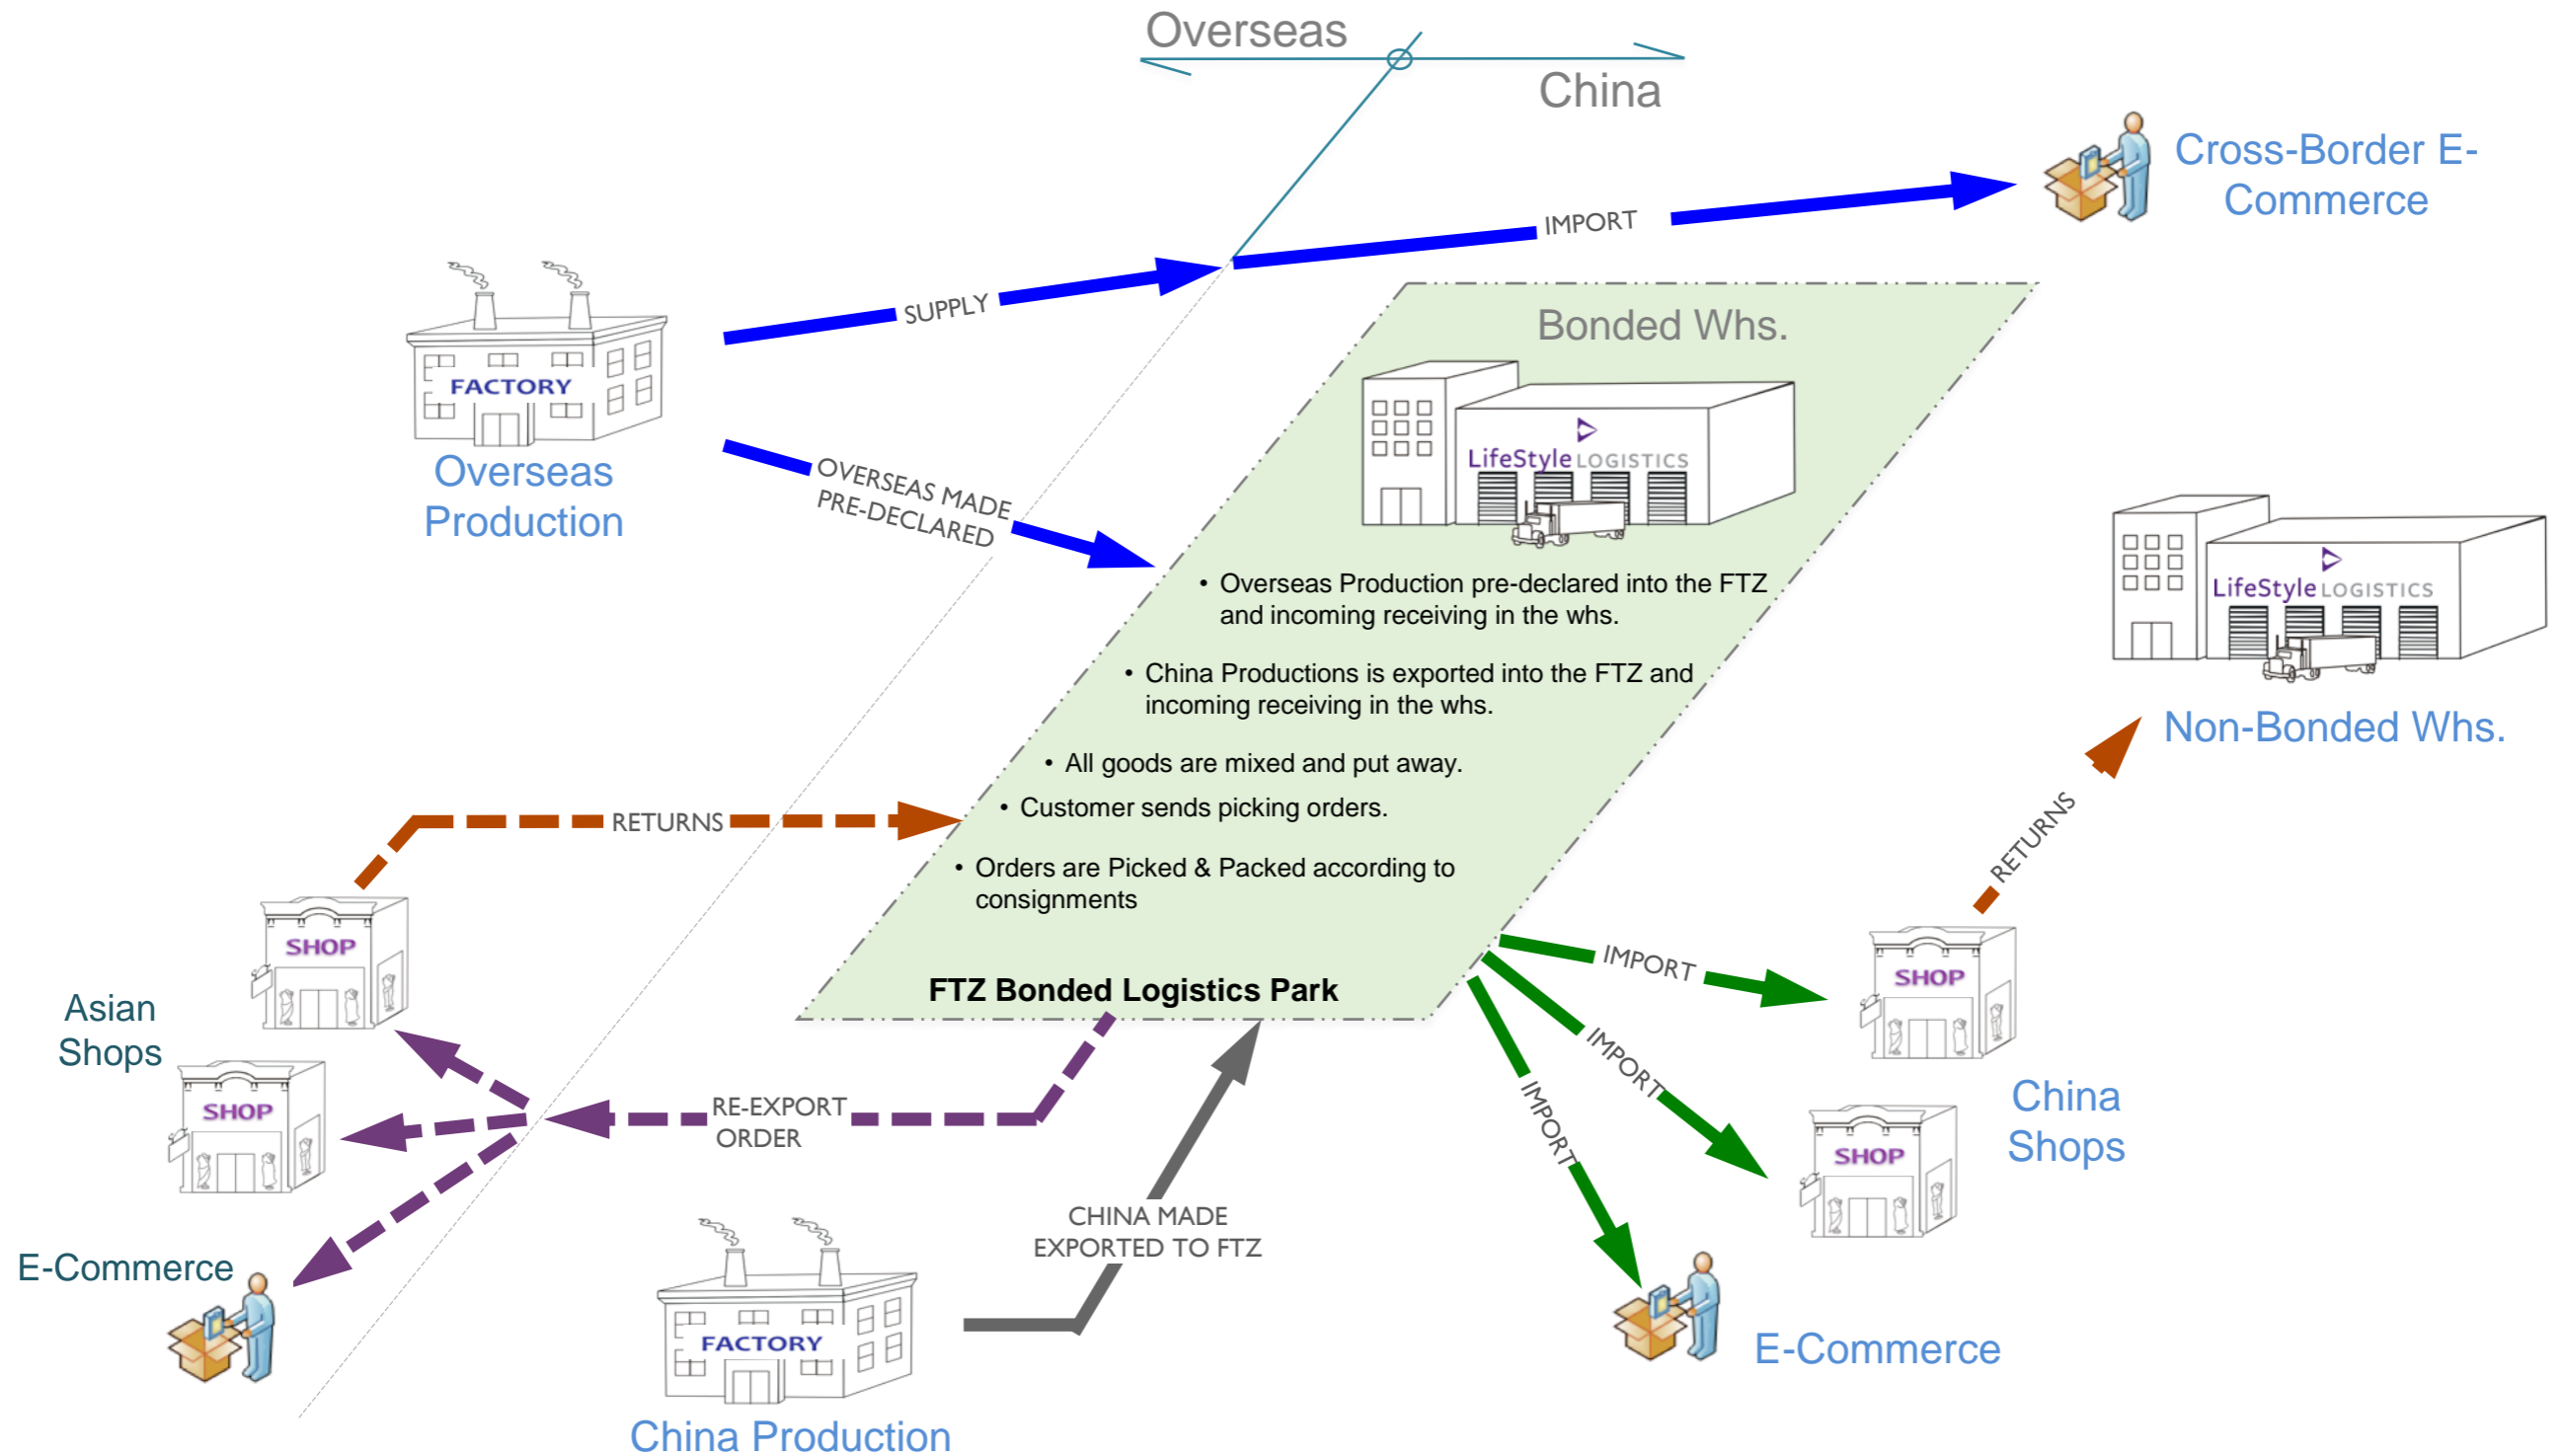 Overseas
China
Cross-Border E-
Commerce
IMPORT
SUPPLY
FACTORY
Overseas
Production
OVERSEAS MADE
PRE-DECLARED
Bonded Whs.
LifeStyle LOGISTICS
• Overseas Production pre-declared into the FTZ
and incoming receiving in the whs.
• China Productions is exported into the FTZ and
incoming receiving in the whs.
• All goods are mixed and put away.
• Customer sends picking orders.
• Orders are Picked & Packed according to
consignments
FTZ Bonded Logistics Park
LifeStyle LOGISTICS
Non-Bonded Whs.
RETURNS
RETURNS
SHOP
Asian
Shops
SHOP
E-Commerce
RE-EXPORT
ORDER
CHINA MADE
EXPORTED TO FTZ
FACTORY
China Production
IMPORT
IMPORT
IMPORT
SHOP
China
Shops
SHOP
E-Commerce